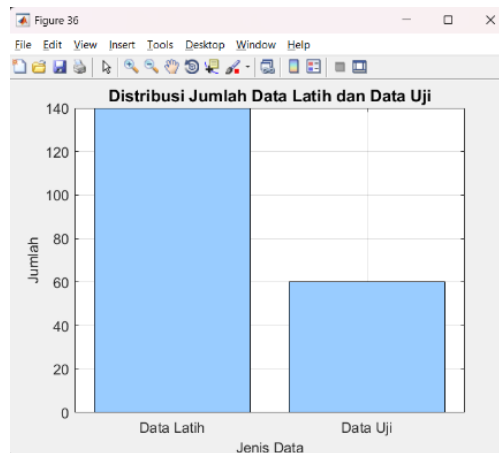 Figure 36
File Edit View Insert Tools Desktop Window Help
Distribusi Jumlah Data Latih dan Data Uji
140
120
100
80
60
40
20
0
Jumlah
Data Latih Data Uji
Jenis Data